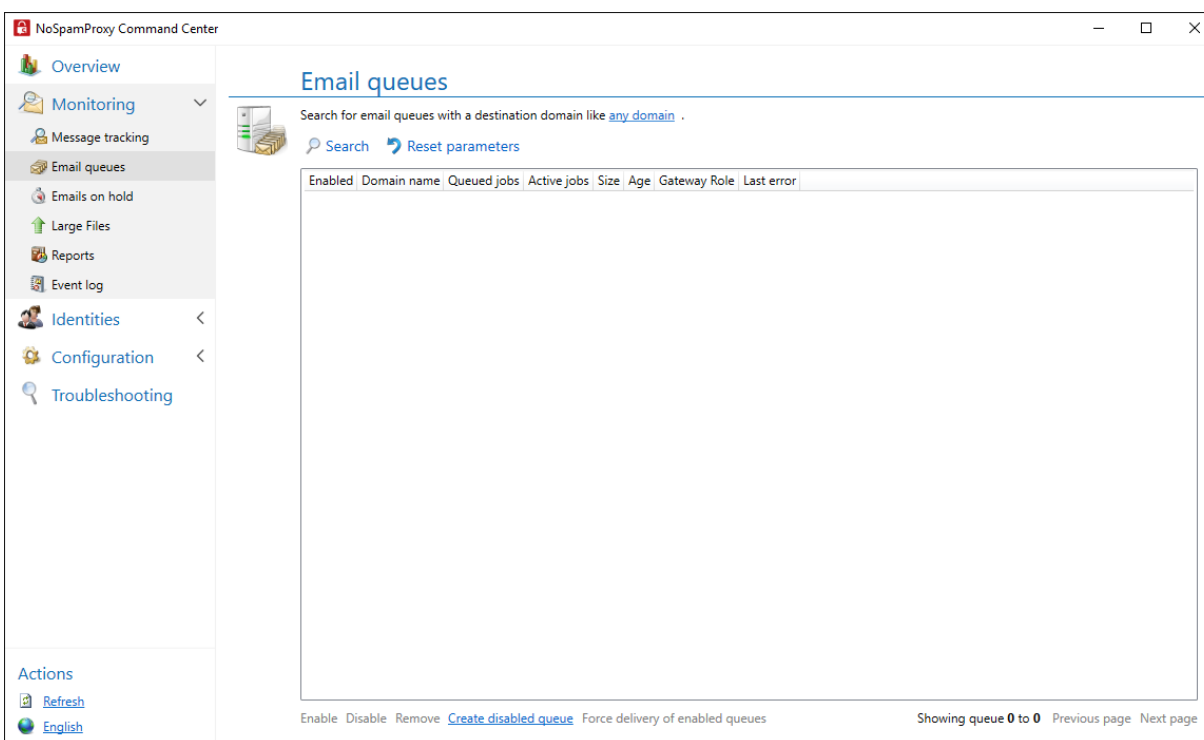 NoSpamProxy Command Center
Overview
Monitoring
Message tracking
Email queues
Emails on hold
Large Files
Reports
Event log
Identities
Configuration
Troubleshooting
Actions
Refresh
English
Email queues
Search for email queues with a destination domain like any domain .
Search Reset parameters
Enabled Domain name Queued jobs Active jobs Size Age Gateway Role Last error
Enable Disable Remove Create disabled queue Force delivery of enabled queues Showing queue 0 to 0 Previous page Next page